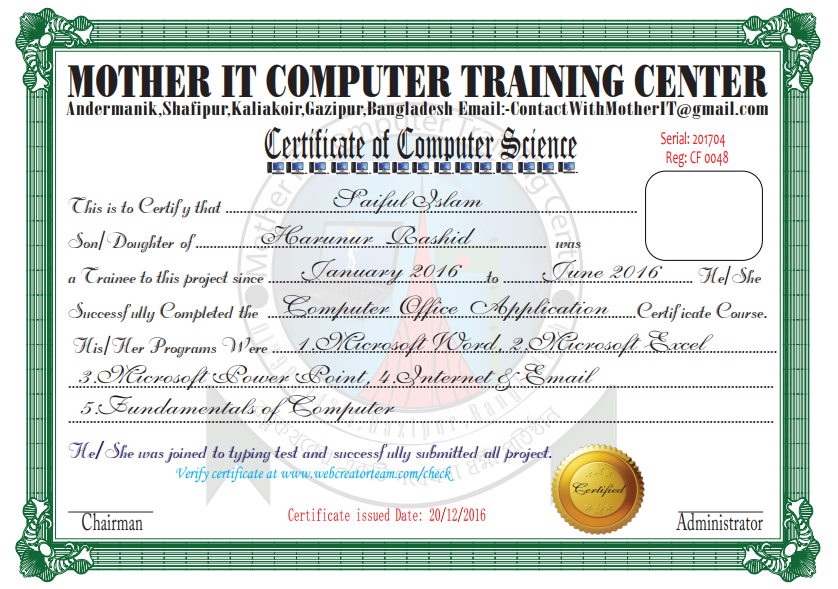 MOTHER IT COMPUTER TRAINING CENTER
Andermanik,Shafipur,Kaliakoir,Gazipur,Bangladesh Email:-ContactWithMotherIT@gmail.com
Certificate of Computer Science
Serial: 201704
Reg: CF 0048
This is to Certify that Saiful Islam
Son/Doughter of Harunur Rashid was
a Trainee to this project since January 2016 to June 2016 He/She
Successfully Completed the Computer Office Application Certificate Course.
His/Her Programs Were 1.Microsoft Word, 2.Microsoft Excel
3.Microsoft Power Point, 4.Internet & Email
5.Fundamentals of Computer
He/She was joined to typing test and successfully submitted all project.
Verify certificate at www.webcreatorteam.com/check
Certified
Certificate issued Date: 20/12/2016
Chairman
Administrator
Mother IT Computer Training Center